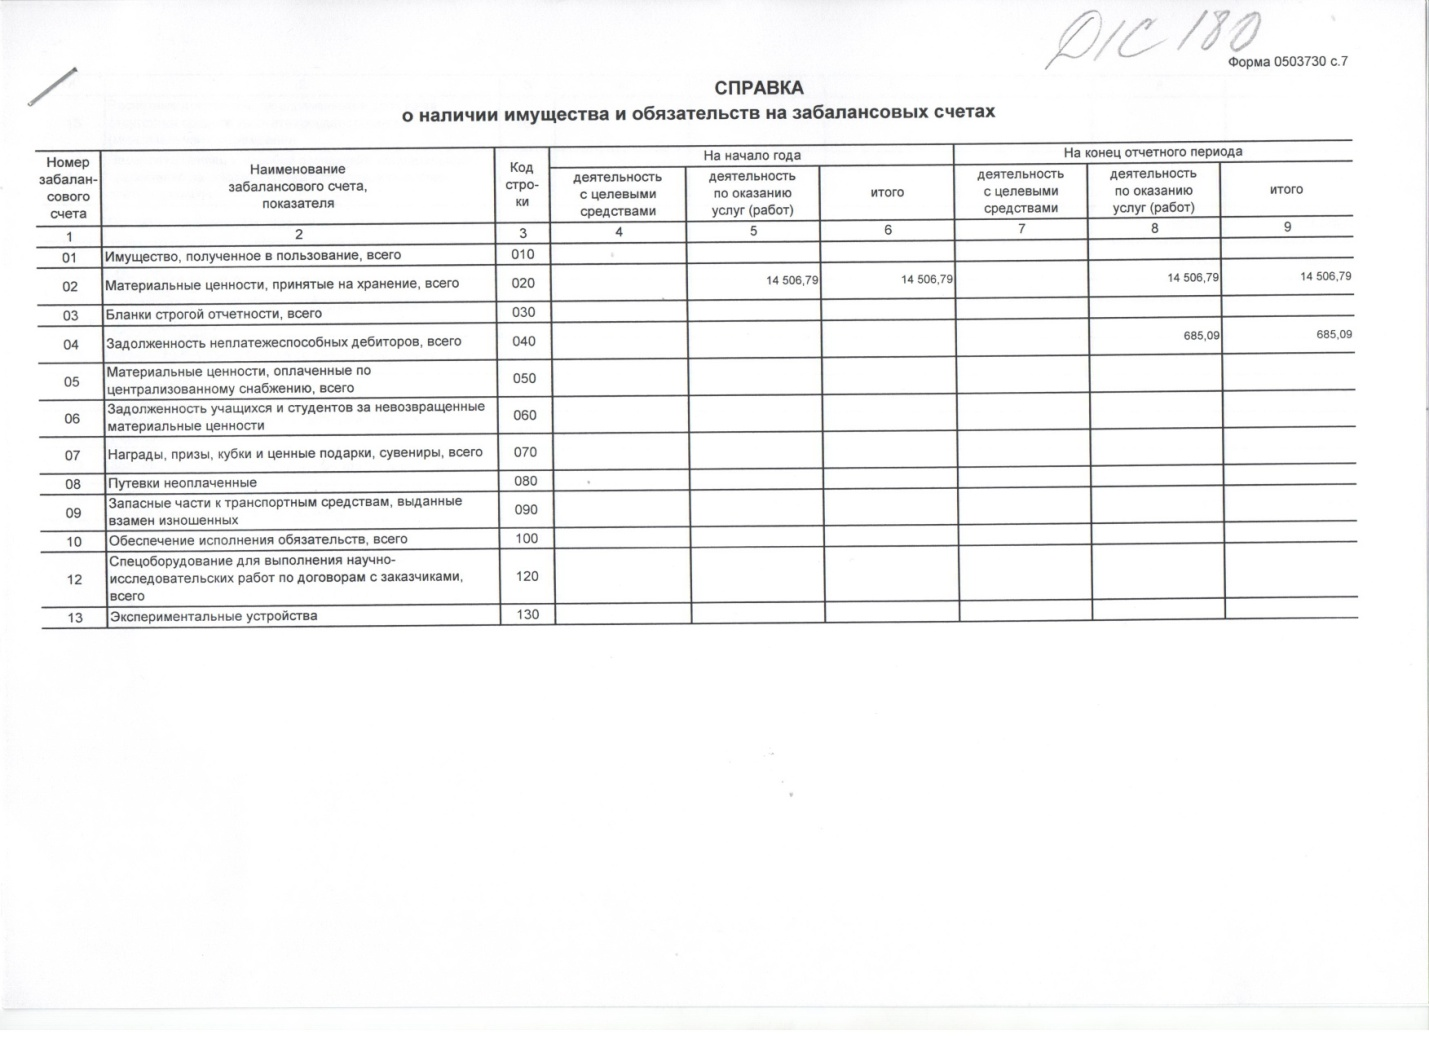 Форма 0503730 с.7
СПРАВКА
о наличии имущества и обязательств на забалансовых счетах
Номер забалан-сового счета | Наименование забалансового счета, показателя | Код стро-ки | На начало года | На конец отчетного периода
деятельность с целевыми средствами | деятельность по оказанию услуг (работ) | итого | деятельность с целевыми средствами | деятельность по оказанию услуг (работ) | итого
1 2 3 4 5 6 7 8 9
01 Имущество, полученное в пользование, всего 010
02 Материальные ценности, принятые на хранение, всего 020 14 506,79 14 506,79 14 506,79 14 506,79
03 Бланки строгой отчетности, всего 030
04 Задолженность неплатежеспособных дебиторов, всего 040 685,09 685,09
05 Материальные ценности, оплаченные по
централизованному снабжению, всего 050
06 Задолженность учащихся и студентов за невозвращенные
материальные ценности 060
07 Награды, призы, кубки и ценные подарки, сувениры, всего 070
08 Путевки неоплаченные 080
09 Запасные части к транспортным средствам, выданные
взамен изношенных 090
10 Обеспечение исполнения обязательств, всего 100
12 Спецоборудование для выполнения научно-
исследовательских работ по договорам с заказчиками,
всего 120
13 Экспериментальные устройства 130